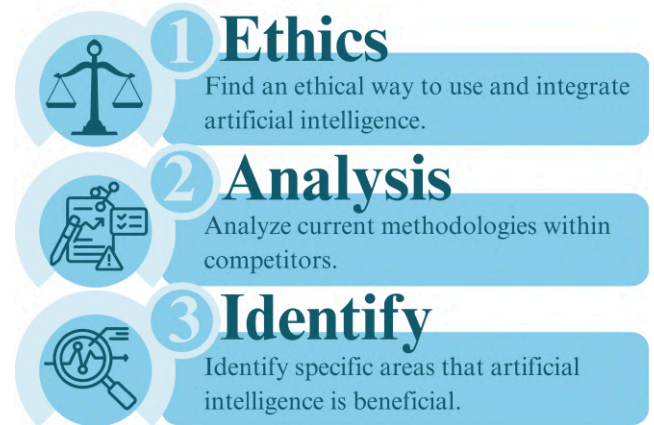 1 Ethics
Find an ethical way to use and integrate
artificial intelligence.
2 Analysis
Analyze current methodologies within
competitors.
3 Identify
Identify specific areas that artificial
intelligence is beneficial.